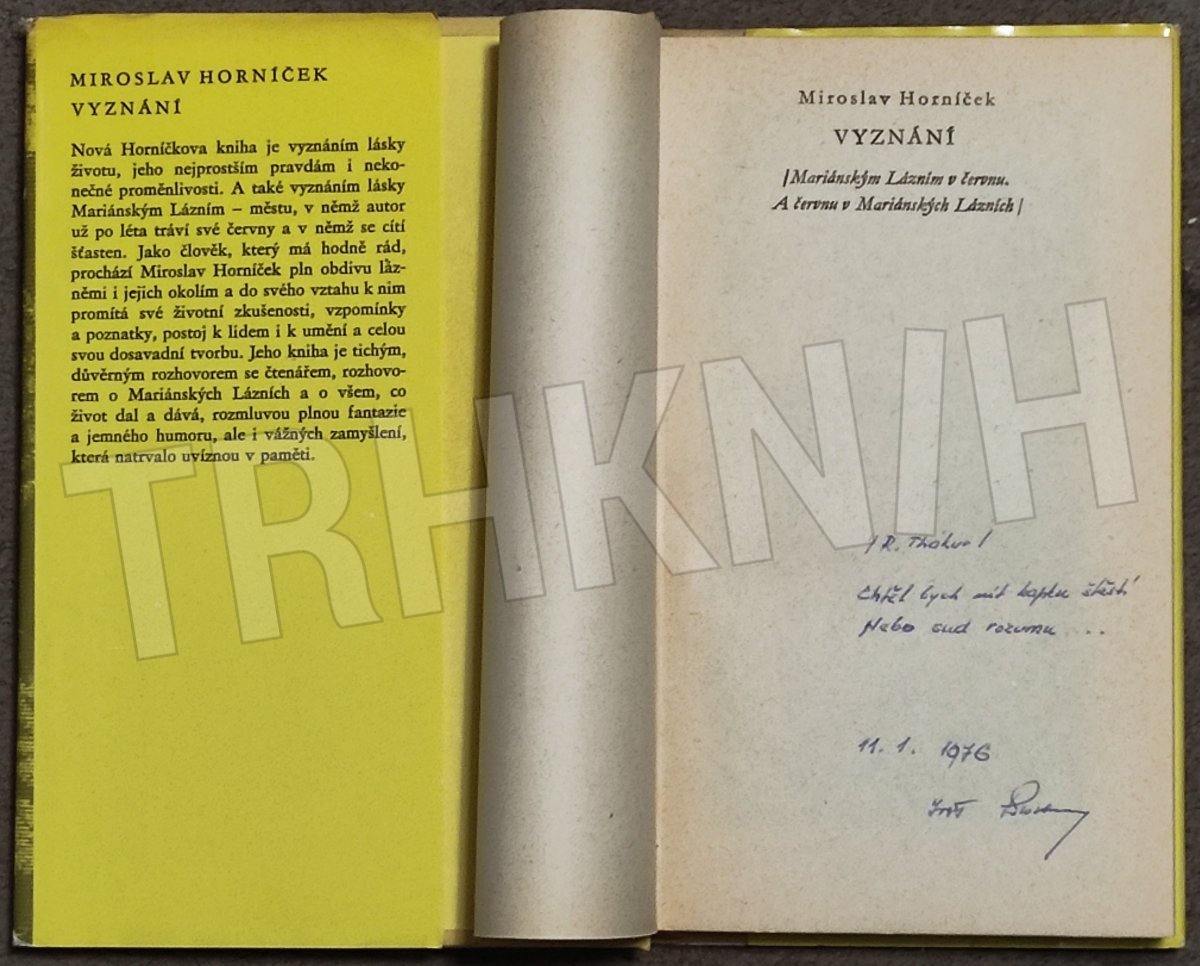 MIROSLAV HORNÍČEK
VYZNÁNÍ
Nová Horníčkova kniha je vyznáním lásky
životu, jeho nejprostším pravdám i neko-
nečné proměnlivosti. A také vyznáním lásky
Mariánským Lázním – městu, v němž autor
už po léta tráví své červny a v němž se cítí
šťasten. Jako člověk, který má hodně rád,
prochází Miroslav Horníček pln obdivu láz-
němi i jejich okolím a do svého vztahu k nim
promítá své životní zkušenosti, vzpomínky
a poznatky, postoj k lidem i k umění a celou
svou dosavadní tvorbu. Jeho kniha je tichým,
důvěrným rozhovorem se čtenářem, rozhovo-
rem o Mariánských Lázních a o všem, co
život dal a dává, rozmluvou plnou fantazie
a jemného humoru, ale i vážných zamyšlení,
která natrvalo uvíznou v paměti.
Miroslav Horníček
VYZNÁNÍ
/Mariánským Lázním v červnu.
A červnu v Mariánských Lázních/
/R. Thákur/
Chtěl bych mít kapku štěstí
Nebo sud rozumu ...
11. 1. 1976
TRHKNIH